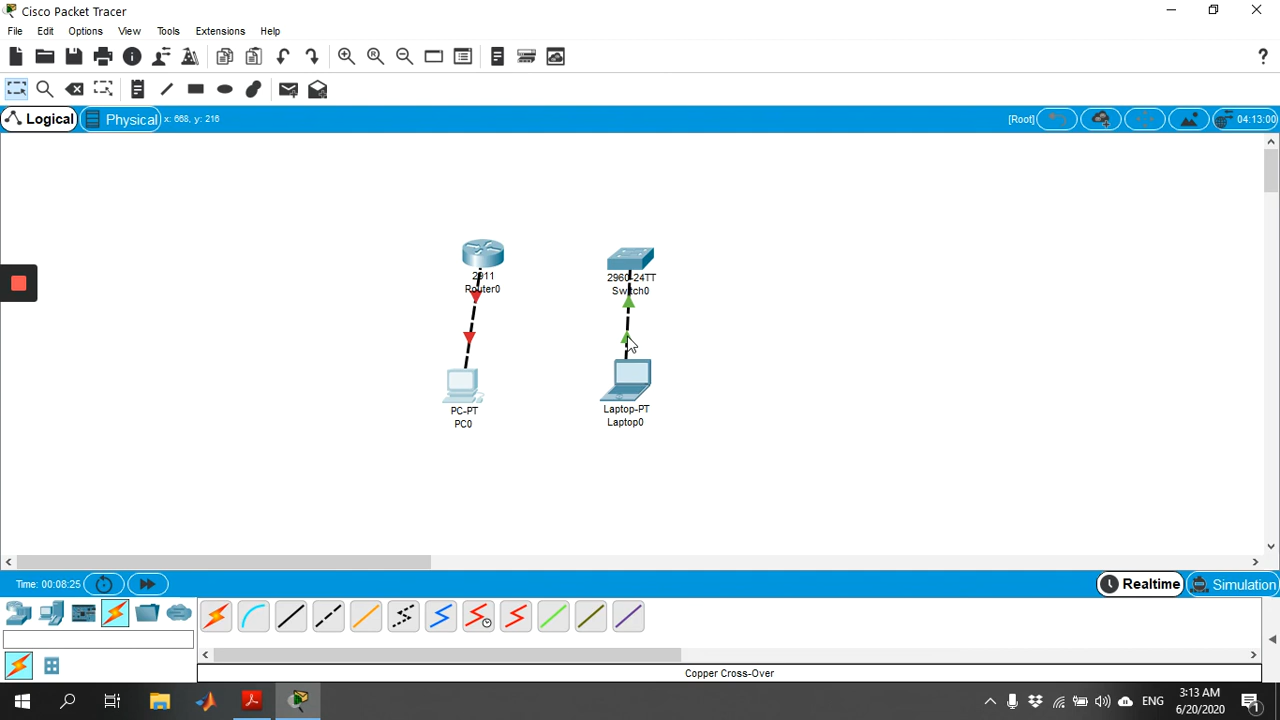 Cisco Packet Tracer
File Edit Options View Tools Extensions Help
Logical Physical x: 668, y: 216 [Root] 04:13:00
2911
Router0
2960-24TT
Switch0
PC-PT
PC0
Laptop-PT
Laptop0
Time: 00:08:25 Realtime Simulation
Copper Cross-Over
ENG
3:13 AM
6/20/2020